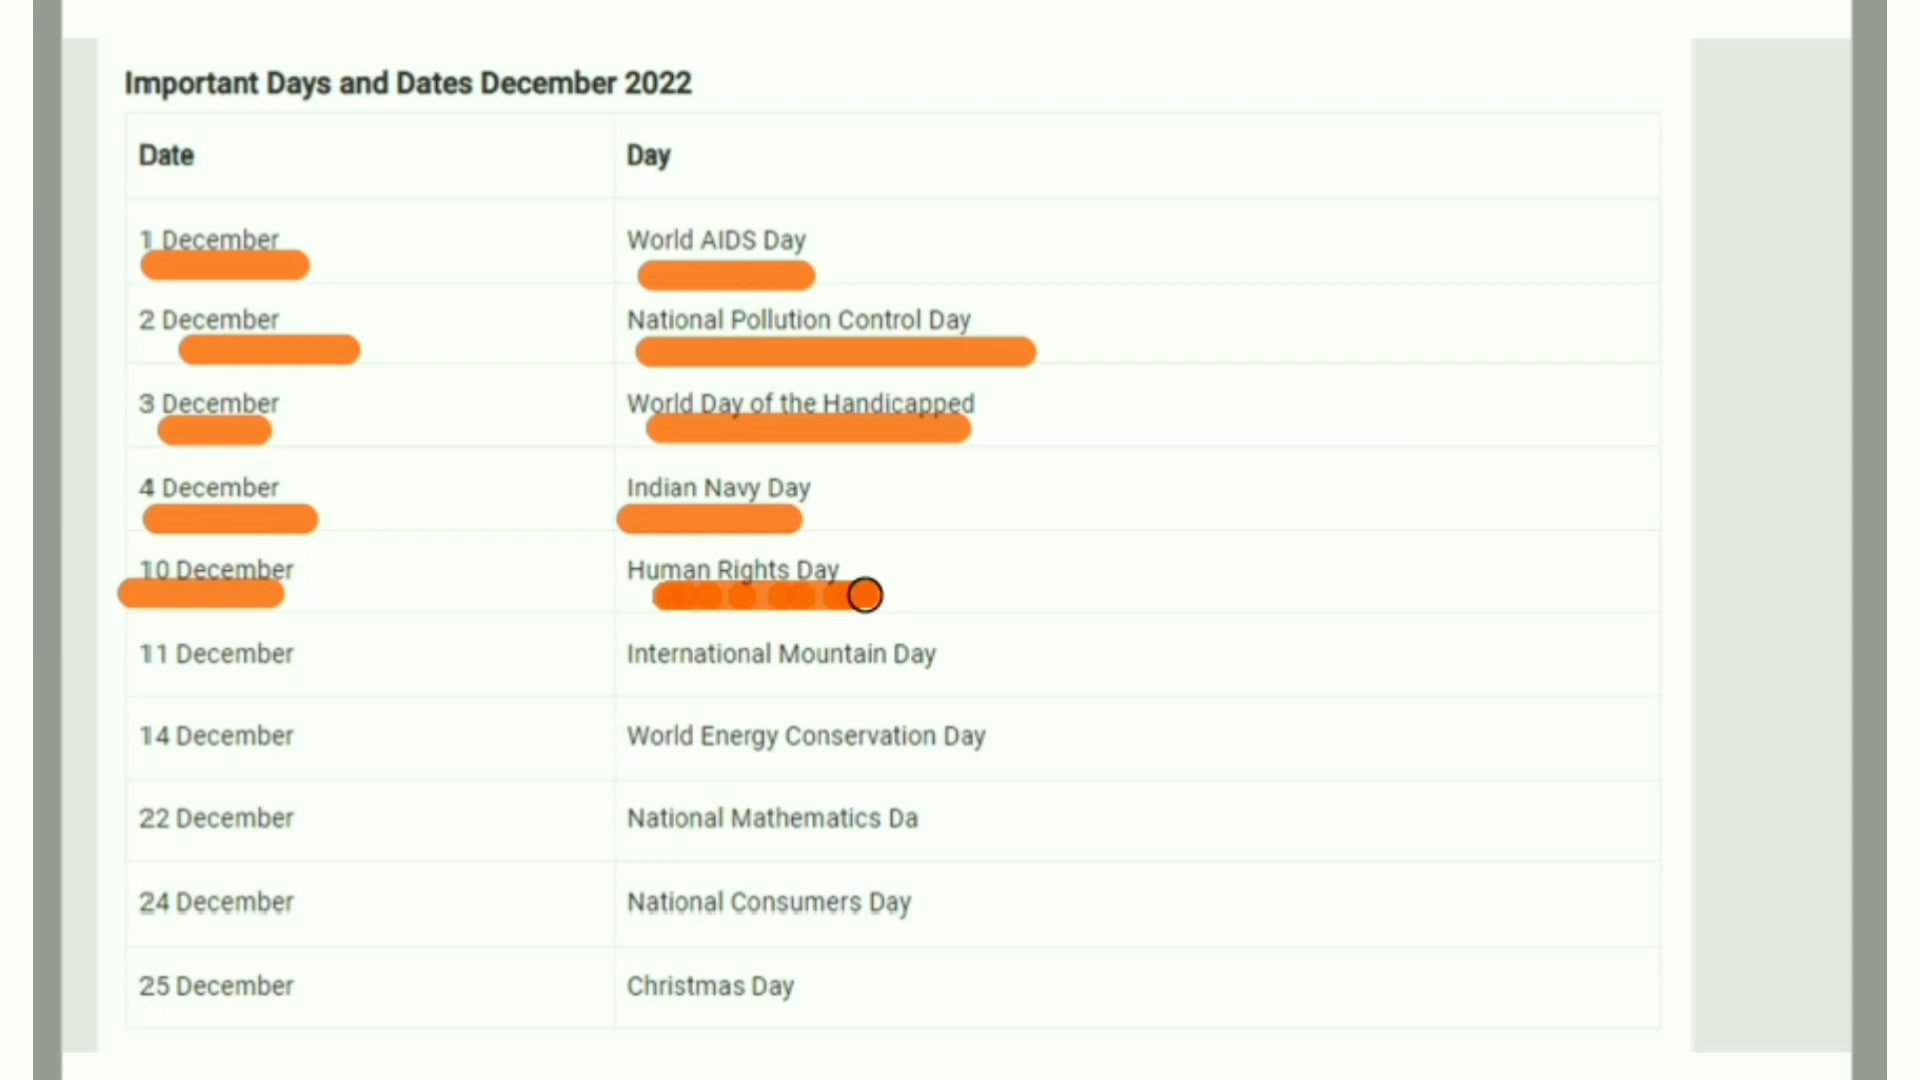 Important Days and Dates December 2022
Date Day
1 December World AIDS Day
2 December National Pollution Control Day
3 December World Day of the Handicapped
4 December Indian Navy Day
10 December Human Rights Day
11 December International Mountain Day
14 December World Energy Conservation Day
22 December National Mathematics Da
24 December National Consumers Day
25 December Christmas Day